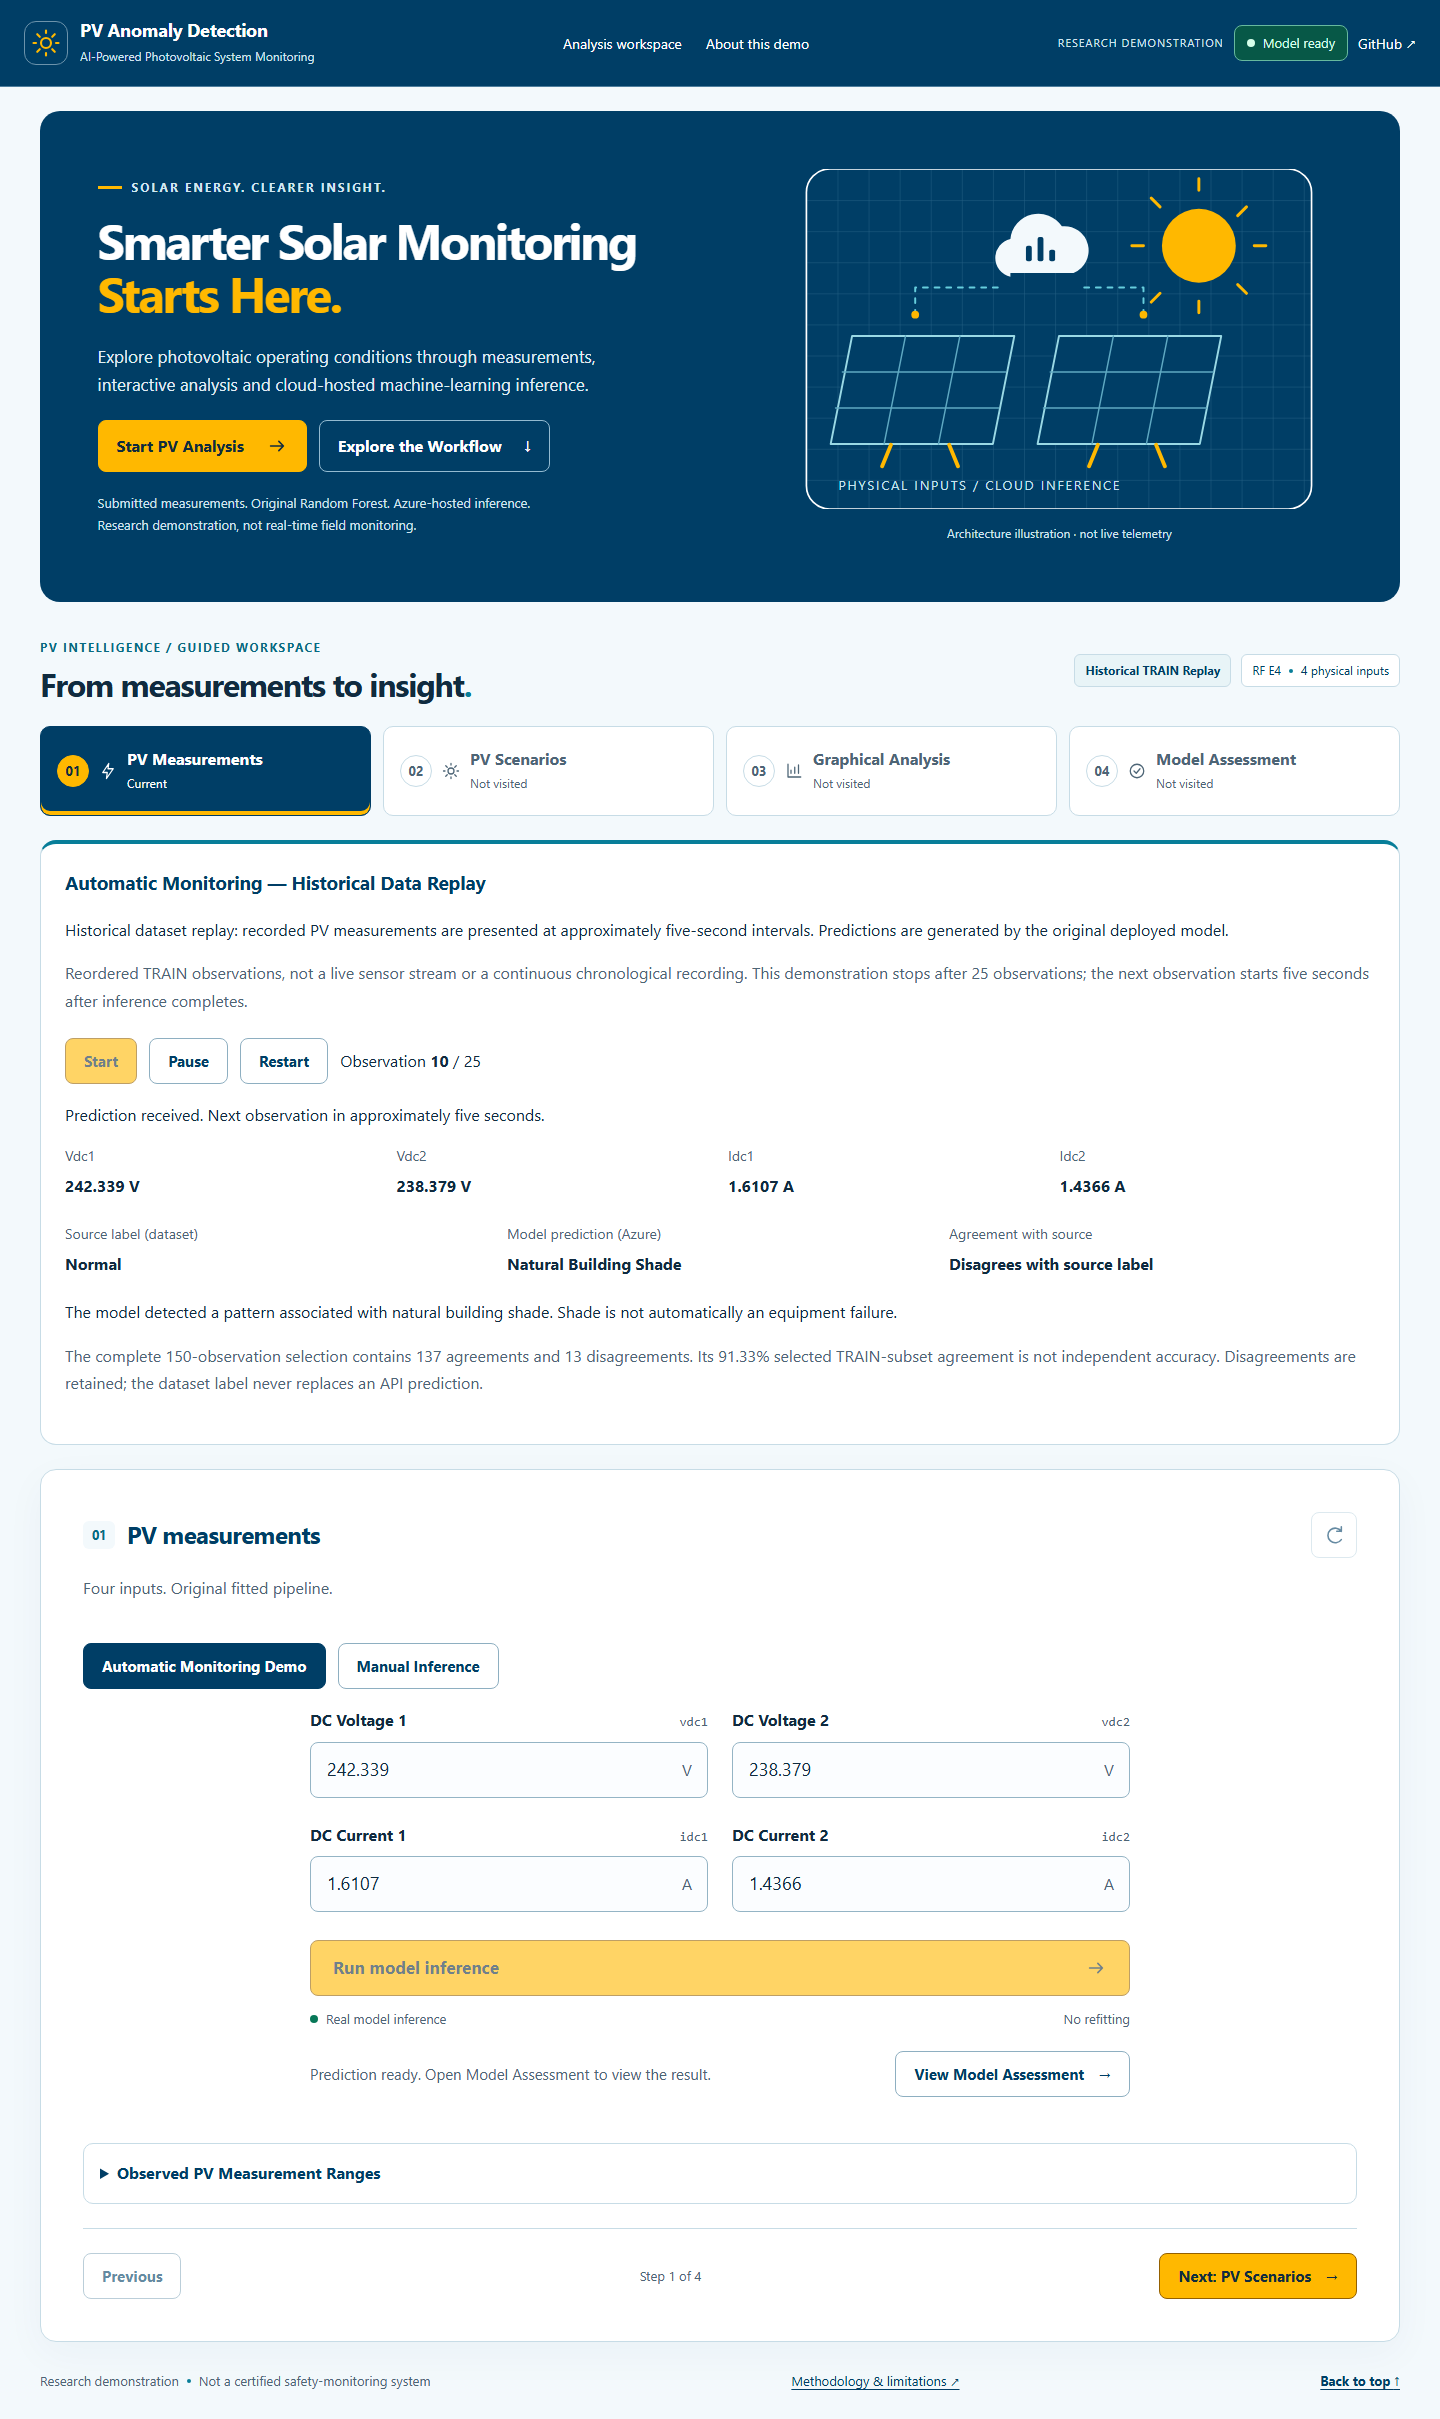 PV Anomaly Detection
AI-Powered Photovoltaic System Monitoring
Analysis workspace
About this demo
RESEARCH DEMONSTRATION
Model ready
GitHub ↗
SOLAR ENERGY. CLEARER INSIGHT.
Smarter Solar Monitoring
Starts Here.
Explore photovoltaic operating conditions through measurements,
interactive analysis and cloud-hosted machine-learning inference.
Start PV Analysis →
Explore the Workflow ↓
Submitted measurements. Original Random Forest. Azure-hosted inference.
Research demonstration, not real-time field monitoring.
PHYSICAL INPUTS / CLOUD INFERENCE
Architecture illustration · not live telemetry
PV INTELLIGENCE / GUIDED WORKSPACE
From measurements to insight.
Historical TRAIN Replay
RF E4 • 4 physical inputs
01 PV Measurements
Current
02 PV Scenarios
Not visited
03 Graphical Analysis
Not visited
04 Model Assessment
Not visited
Automatic Monitoring — Historical Data Replay
Historical dataset replay: recorded PV measurements are presented at approximately five-second intervals. Predictions are generated by the original deployed model.
Reordered TRAIN observations, not a live sensor stream or a continuous chronological recording. This demonstration stops after 25 observations; the next observation starts five seconds
after inference completes.
Start
Pause
Restart
Observation 10 / 25
Prediction received. Next observation in approximately five seconds.
Vdc1 Vdc2 Idc1 Idc2
242.339 V 238.379 V 1.6107 A 1.4366 A
Source label (dataset) Model prediction (Azure) Agreement with source
Normal Natural Building Shade Disagrees with source label
The model detected a pattern associated with natural building shade. Shade is not automatically an equipment failure.
The complete 150-observation selection contains 137 agreements and 13 disagreements. Its 91.33% selected TRAIN-subset agreement is not independent accuracy. Disagreements are
retained; the dataset label never replaces an API prediction.
01 PV measurements
Four inputs. Original fitted pipeline.
Automatic Monitoring Demo
Manual Inference
DC Voltage 1 vdc1 DC Voltage 2 vdc2
242.339 V 238.379 V
DC Current 1 idc1 DC Current 2 idc2
1.6107 A 1.4366 A
Run model inference →
Real model inference No refitting
Prediction ready. Open Model Assessment to view the result.
View Model Assessment →
Observed PV Measurement Ranges
Previous
Step 1 of 4
Next: PV Scenarios →
Research demonstration • Not a certified safety-monitoring system
Methodology & limitations ↗
Back to top ↑